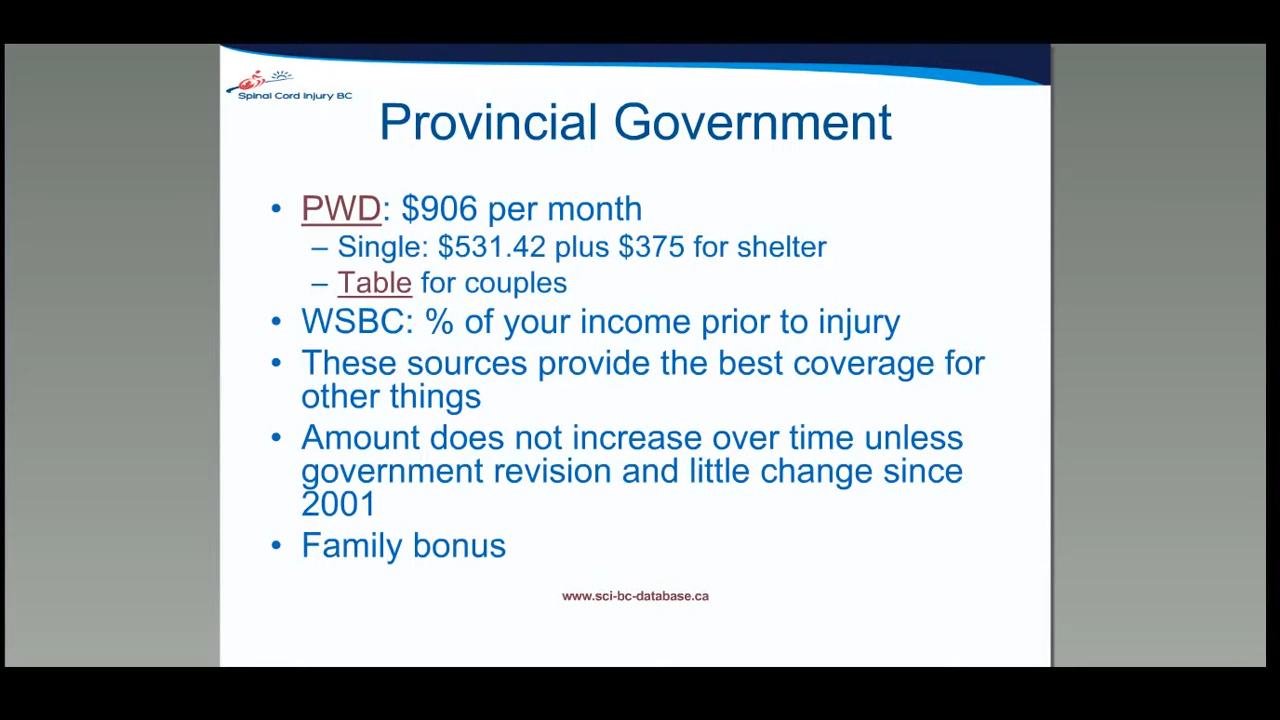 Spinal Cord Injury BC
Provincial Government
• PWD: $906 per month
– Single: $531.42 plus $375 for shelter
– Table for couples
• WSBC: % of your income prior to injury
• These sources provide the best coverage for
other things
• Amount does not increase over time unless
government revision and little change since
2001
• Family bonus
www.sci-bc-database.ca